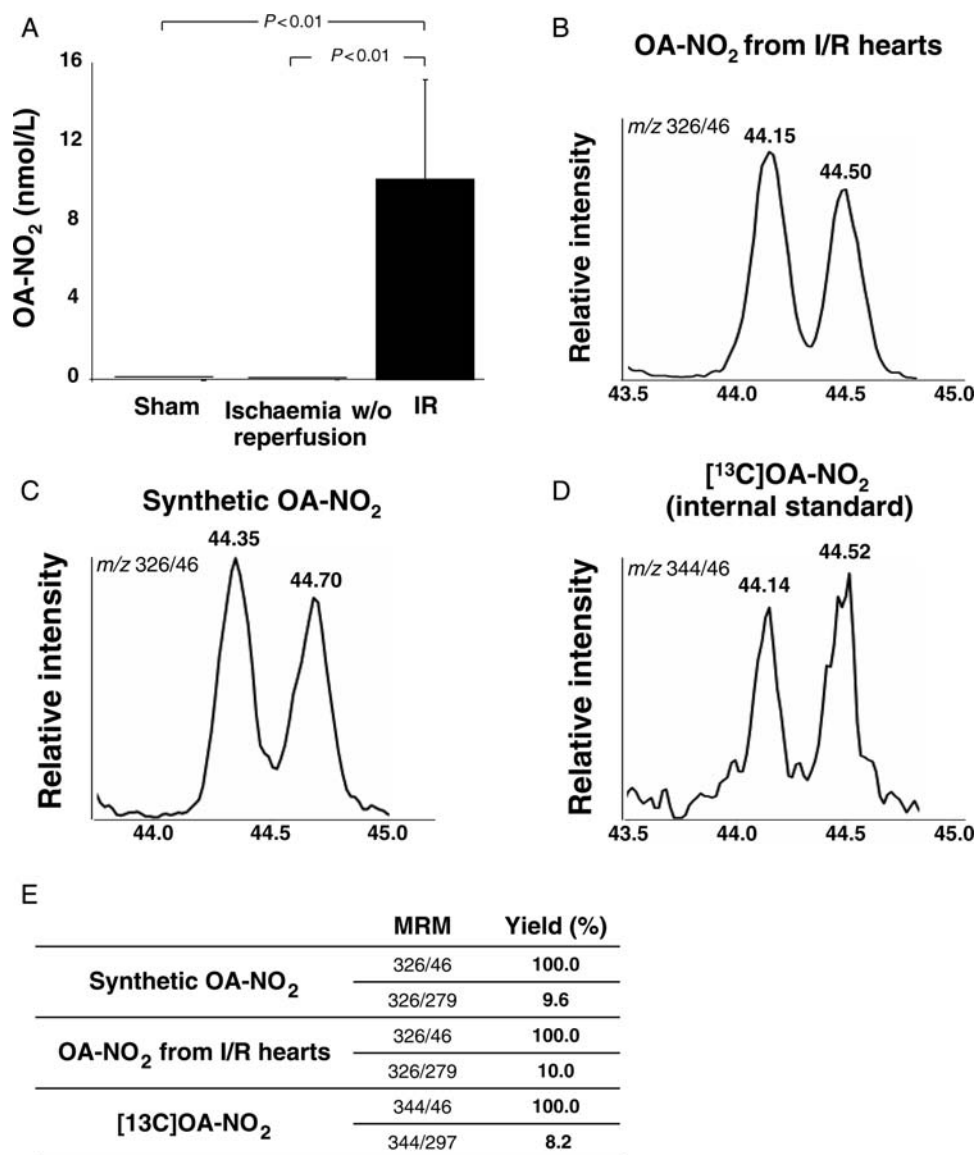 A
P<0.01
P<0.01
16
12
8
4
0
OA-NO₂ (nmol/L)
Sham
Ischaemia w/o
reperfusion
IR
B
OA-NO₂ from I/R hearts
m/z 326/46
44.15
44.50
Relative intensity
43.5 44.0 44.5 45.0
C
Synthetic OA-NO₂
m/z 326/46
44.35
44.70
Relative intensity
44.0 44.5 45.0
D
[¹³C]OA-NO₂
(internal standard)
m/z 344/46
44.14
44.52
Relative intensity
43.5 44.0 44.5 45.0
E
MRM Yield (%)
Synthetic OA-NO₂
326/46 100.0
326/279 9.6
OA-NO₂ from I/R hearts
326/46 100.0
326/279 10.0
[13C]OA-NO₂
344/46 100.0
344/297 8.2